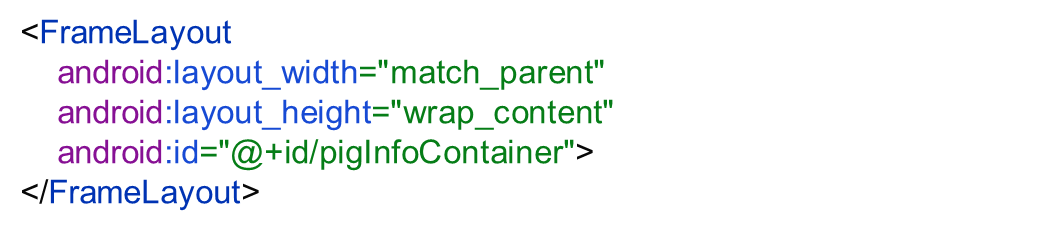 <FrameLayout
    android:layout_width="match_parent"
    android:layout_height="wrap_content"
    android:id="@+id/pigInfoContainer">
</FrameLayout>